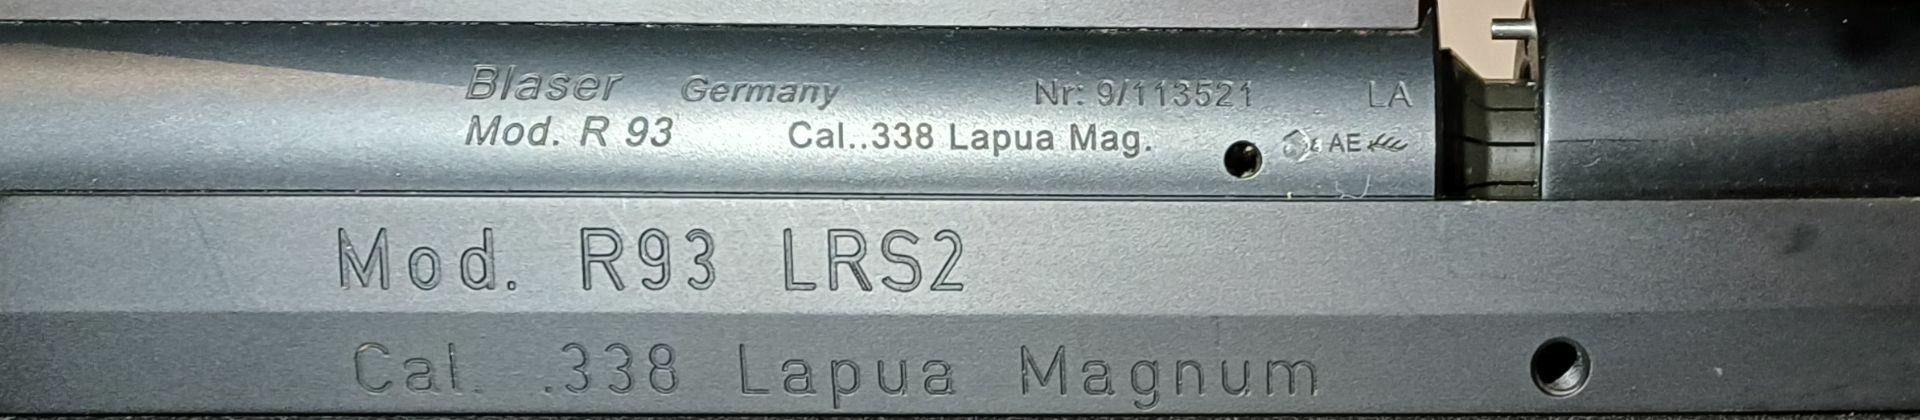 Blaser Germany Nr: 9/113521 LA
Mod. R 93 Cal..338 Lapua Mag. AE
Mod. R93 LRS2
Cal. .338 Lapua Magnum